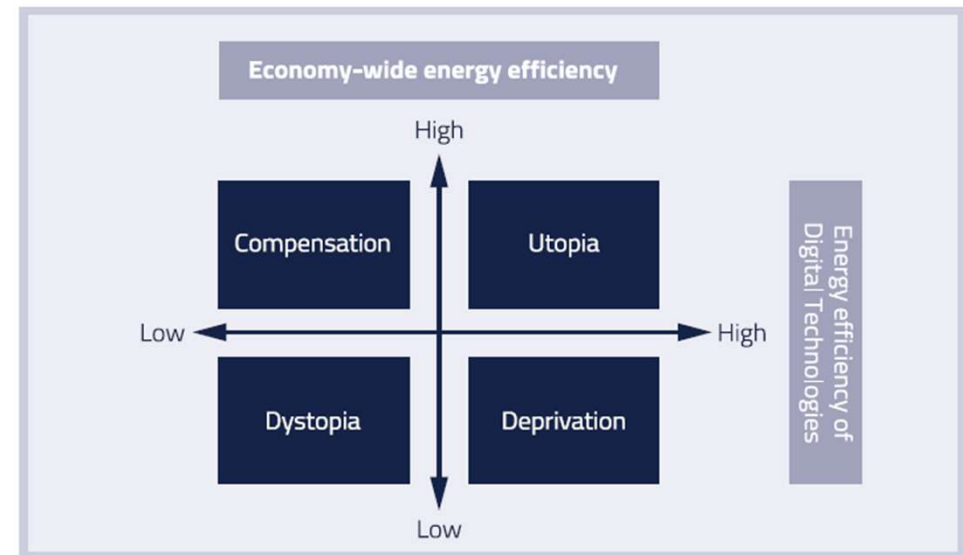 Economy-wide energy efficiency
High
Compensation
Utopia
Low
High
Energy efficiency of
Digital Technologies
Dystopia
Deprivation
Low